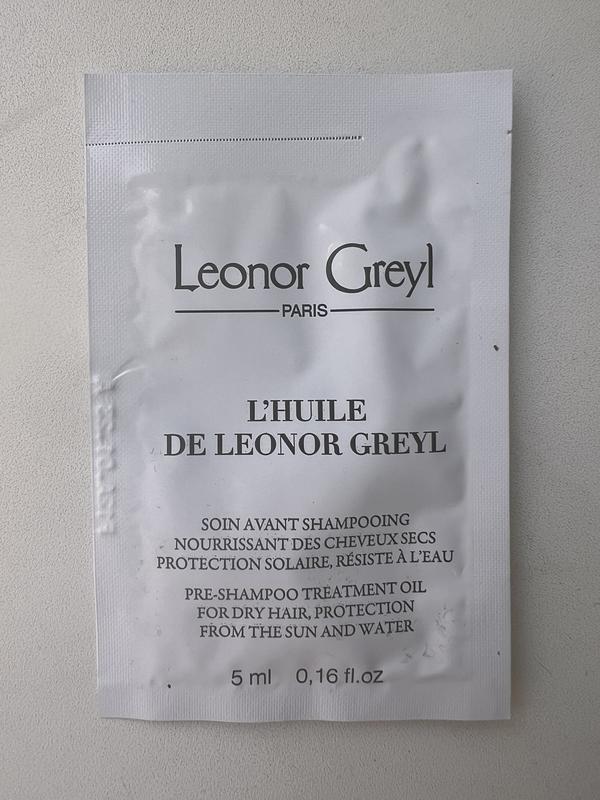 Leonor Greyl
PARIS
L'HUILE
DE LEONOR GREYL
SOIN AVANT SHAMPOOING
NOURRISSANT DES CHEVEUX SECS
PROTECTION SOLAIRE, RÉSISTE À L'EAU
PRE-SHAMPOO TREATMENT OIL
FOR DRY HAIR, PROTECTION
FROM THE SUN AND WATER
5 ml 0,16 fl.oz